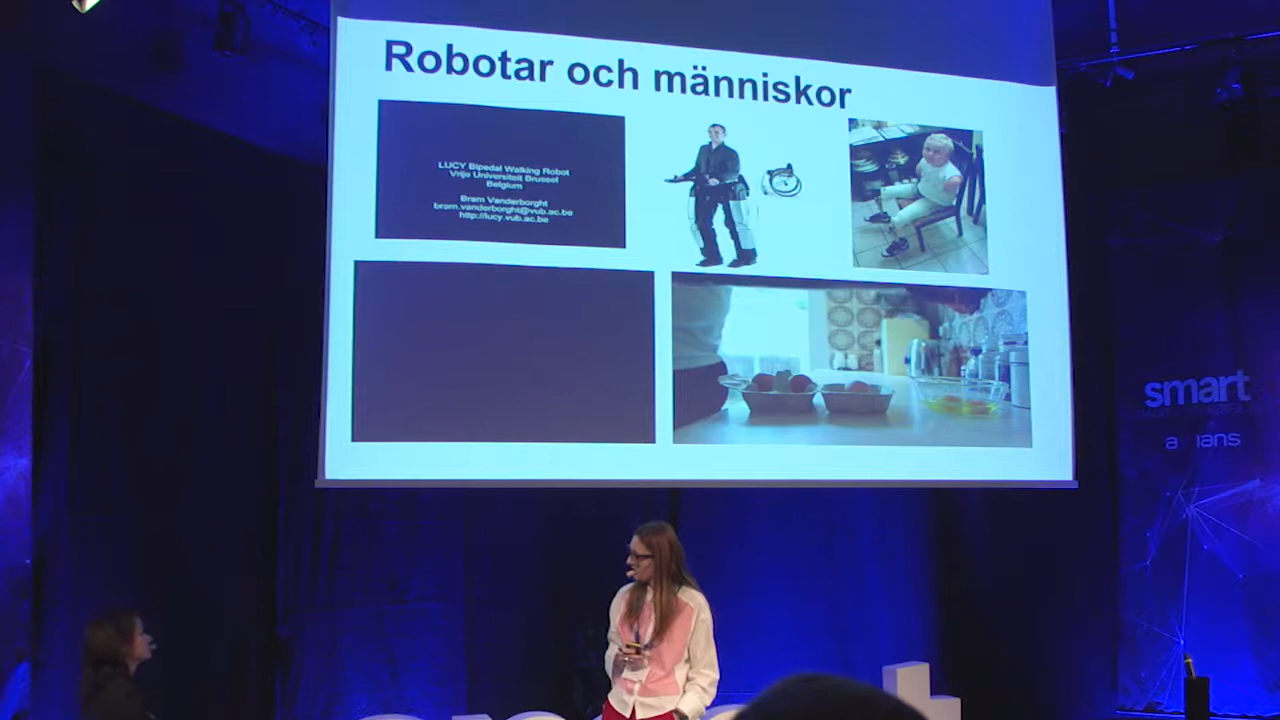 Robotar och människor
LUCY Bipedal Walking Robot
Vrije Universiteit Brussel
Belgium
Bram Vanderborght
bram.vanderborght@vub.ac.be
http://lucy.vub.ac.be
smart